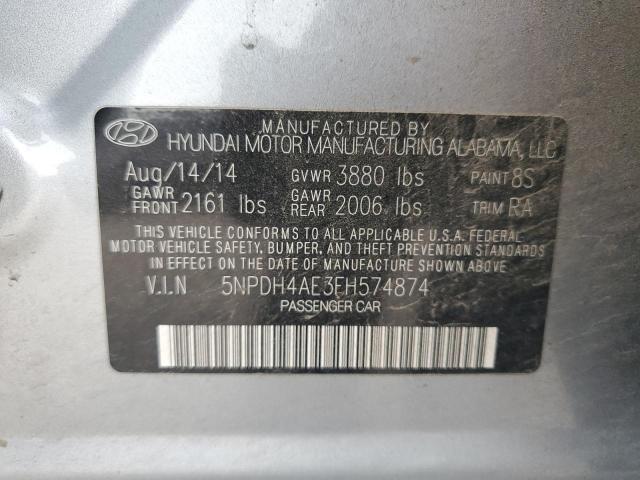 MANUFACTURED BY
HYUNDAI MOTOR MANUFACTURING ALABAMA, LLC
Aug/14/14 GVWR 3880 lbs PAINT 8S
GAWR FRONT 2161 lbs GAWR REAR 2006 lbs TRIM RA
THIS VEHICLE CONFORMS TO ALL APPLICABLE U.S.A. FEDERAL
MOTOR VEHICLE SAFETY, BUMPER, AND THEFT PREVENTION STANDARDS
IN EFFECT ON THE DATE OF MANUFACTURE SHOWN ABOVE.
V.I.N 5NPDH4AE3FH574874
PASSENGER CAR